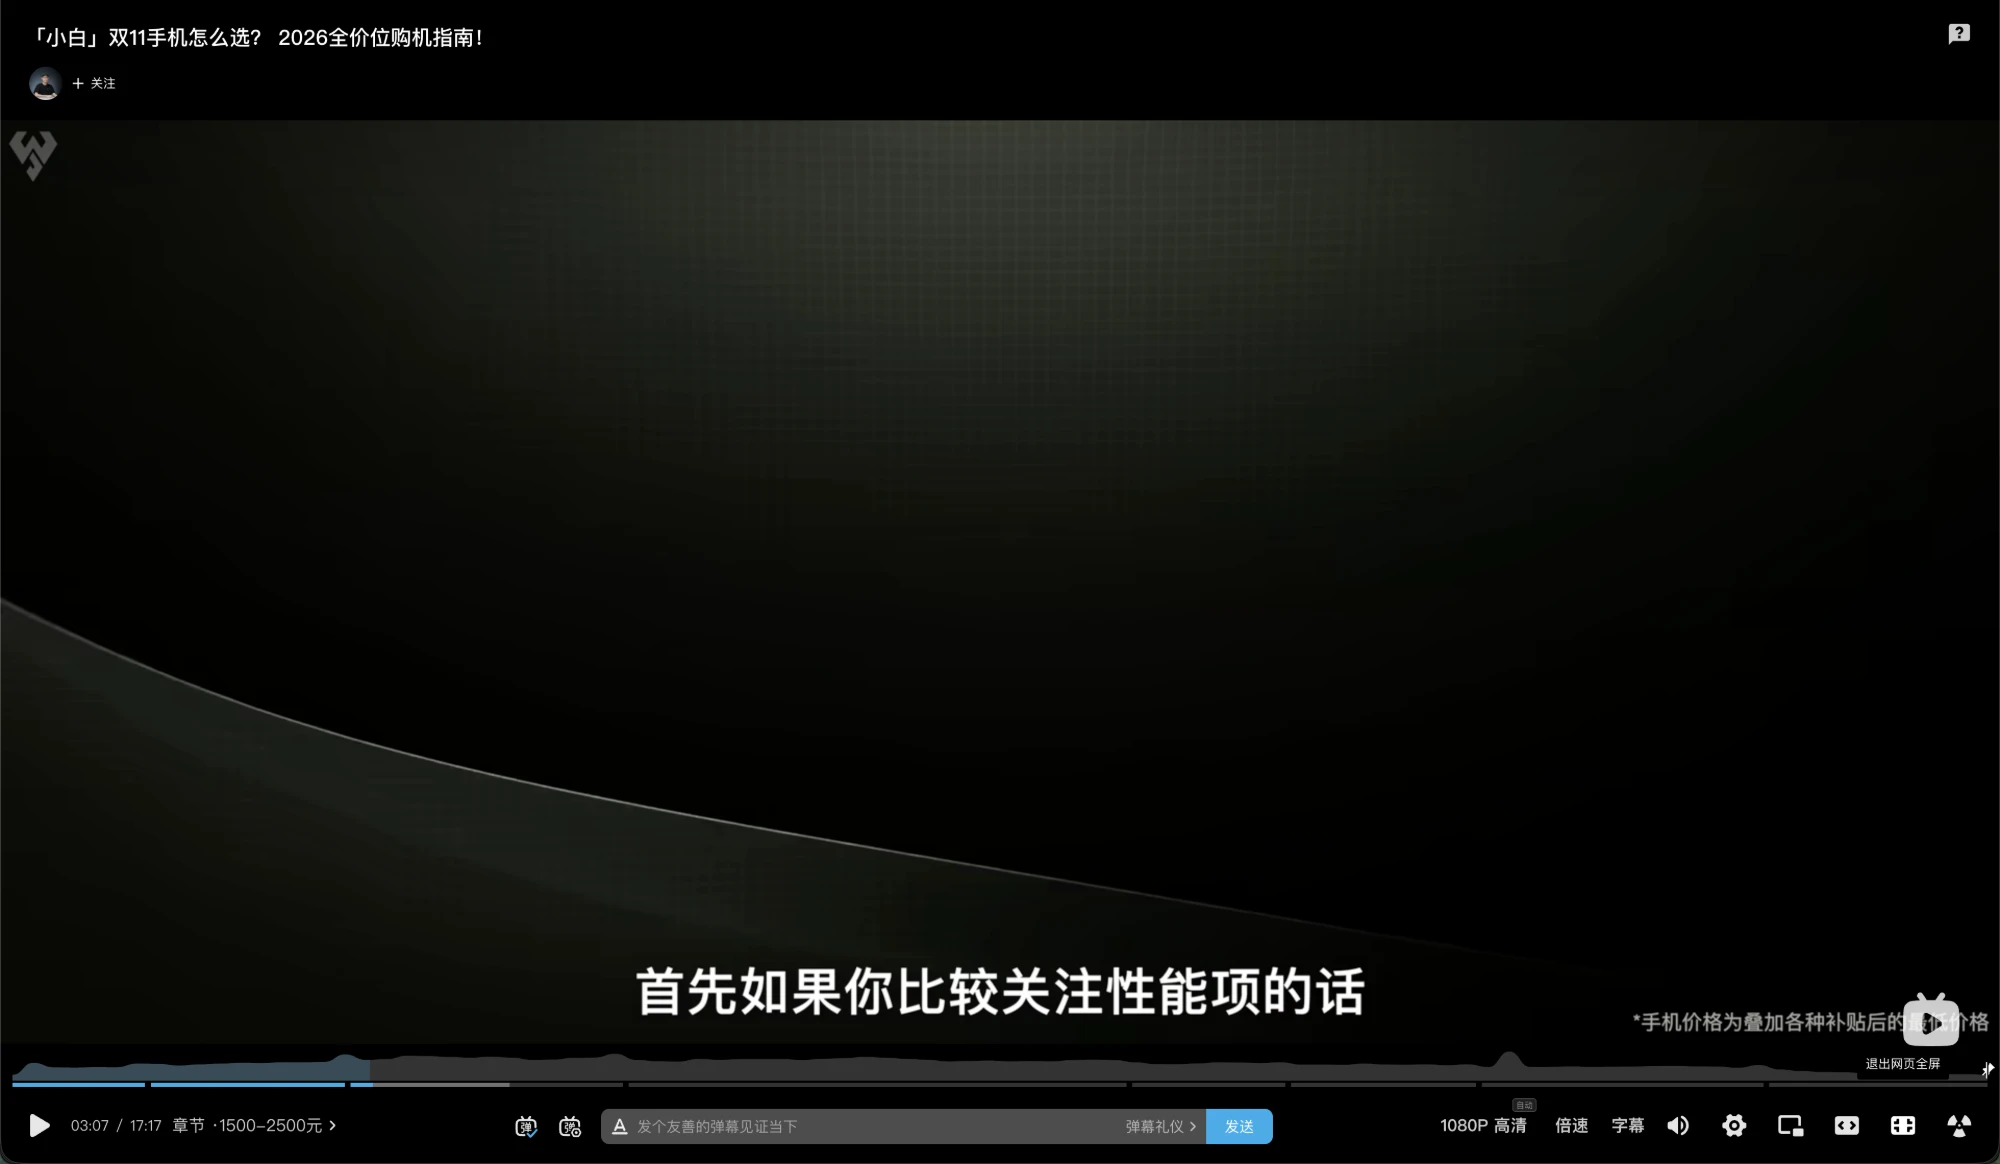 「小白」双11手机怎么选？ 2026全价位购机指南！
+ 关注
首先如果你比较关注性能项的话
*手机价格为叠加各种补贴后的最低价格
退出网页全屏
03:07 / 17:17 章节 ·1500-2500元 >
弹 弹 A 发个友善的弹幕见证当下 弹幕礼仪 > 发送
自动
1080P 高清 倍速 字幕